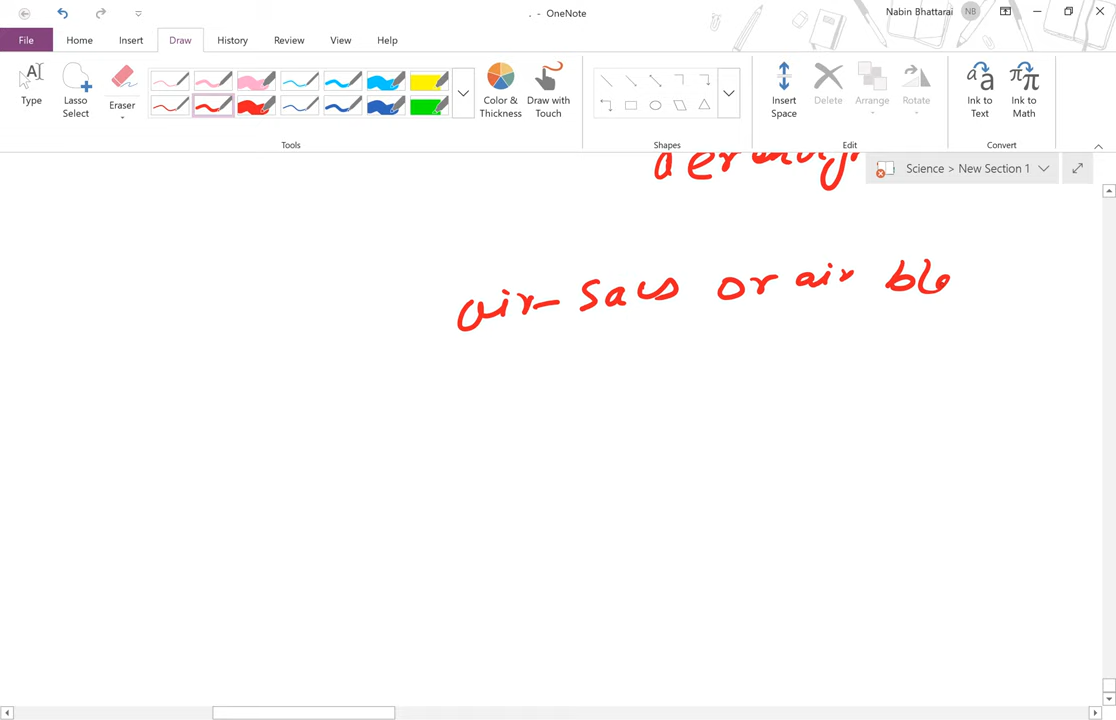 . - OneNote
Nabin Bhattarai NB
File Home Insert Draw History Review View Help
Type
Lasso Select
Eraser
Color & Thickness
Draw with Touch
Insert Space
Delete
Arrange
Rotate
Ink to Text
Ink to Math
Tools
Shapes
Edit
Convert
Science > New Section 1
air- sacs or air bla